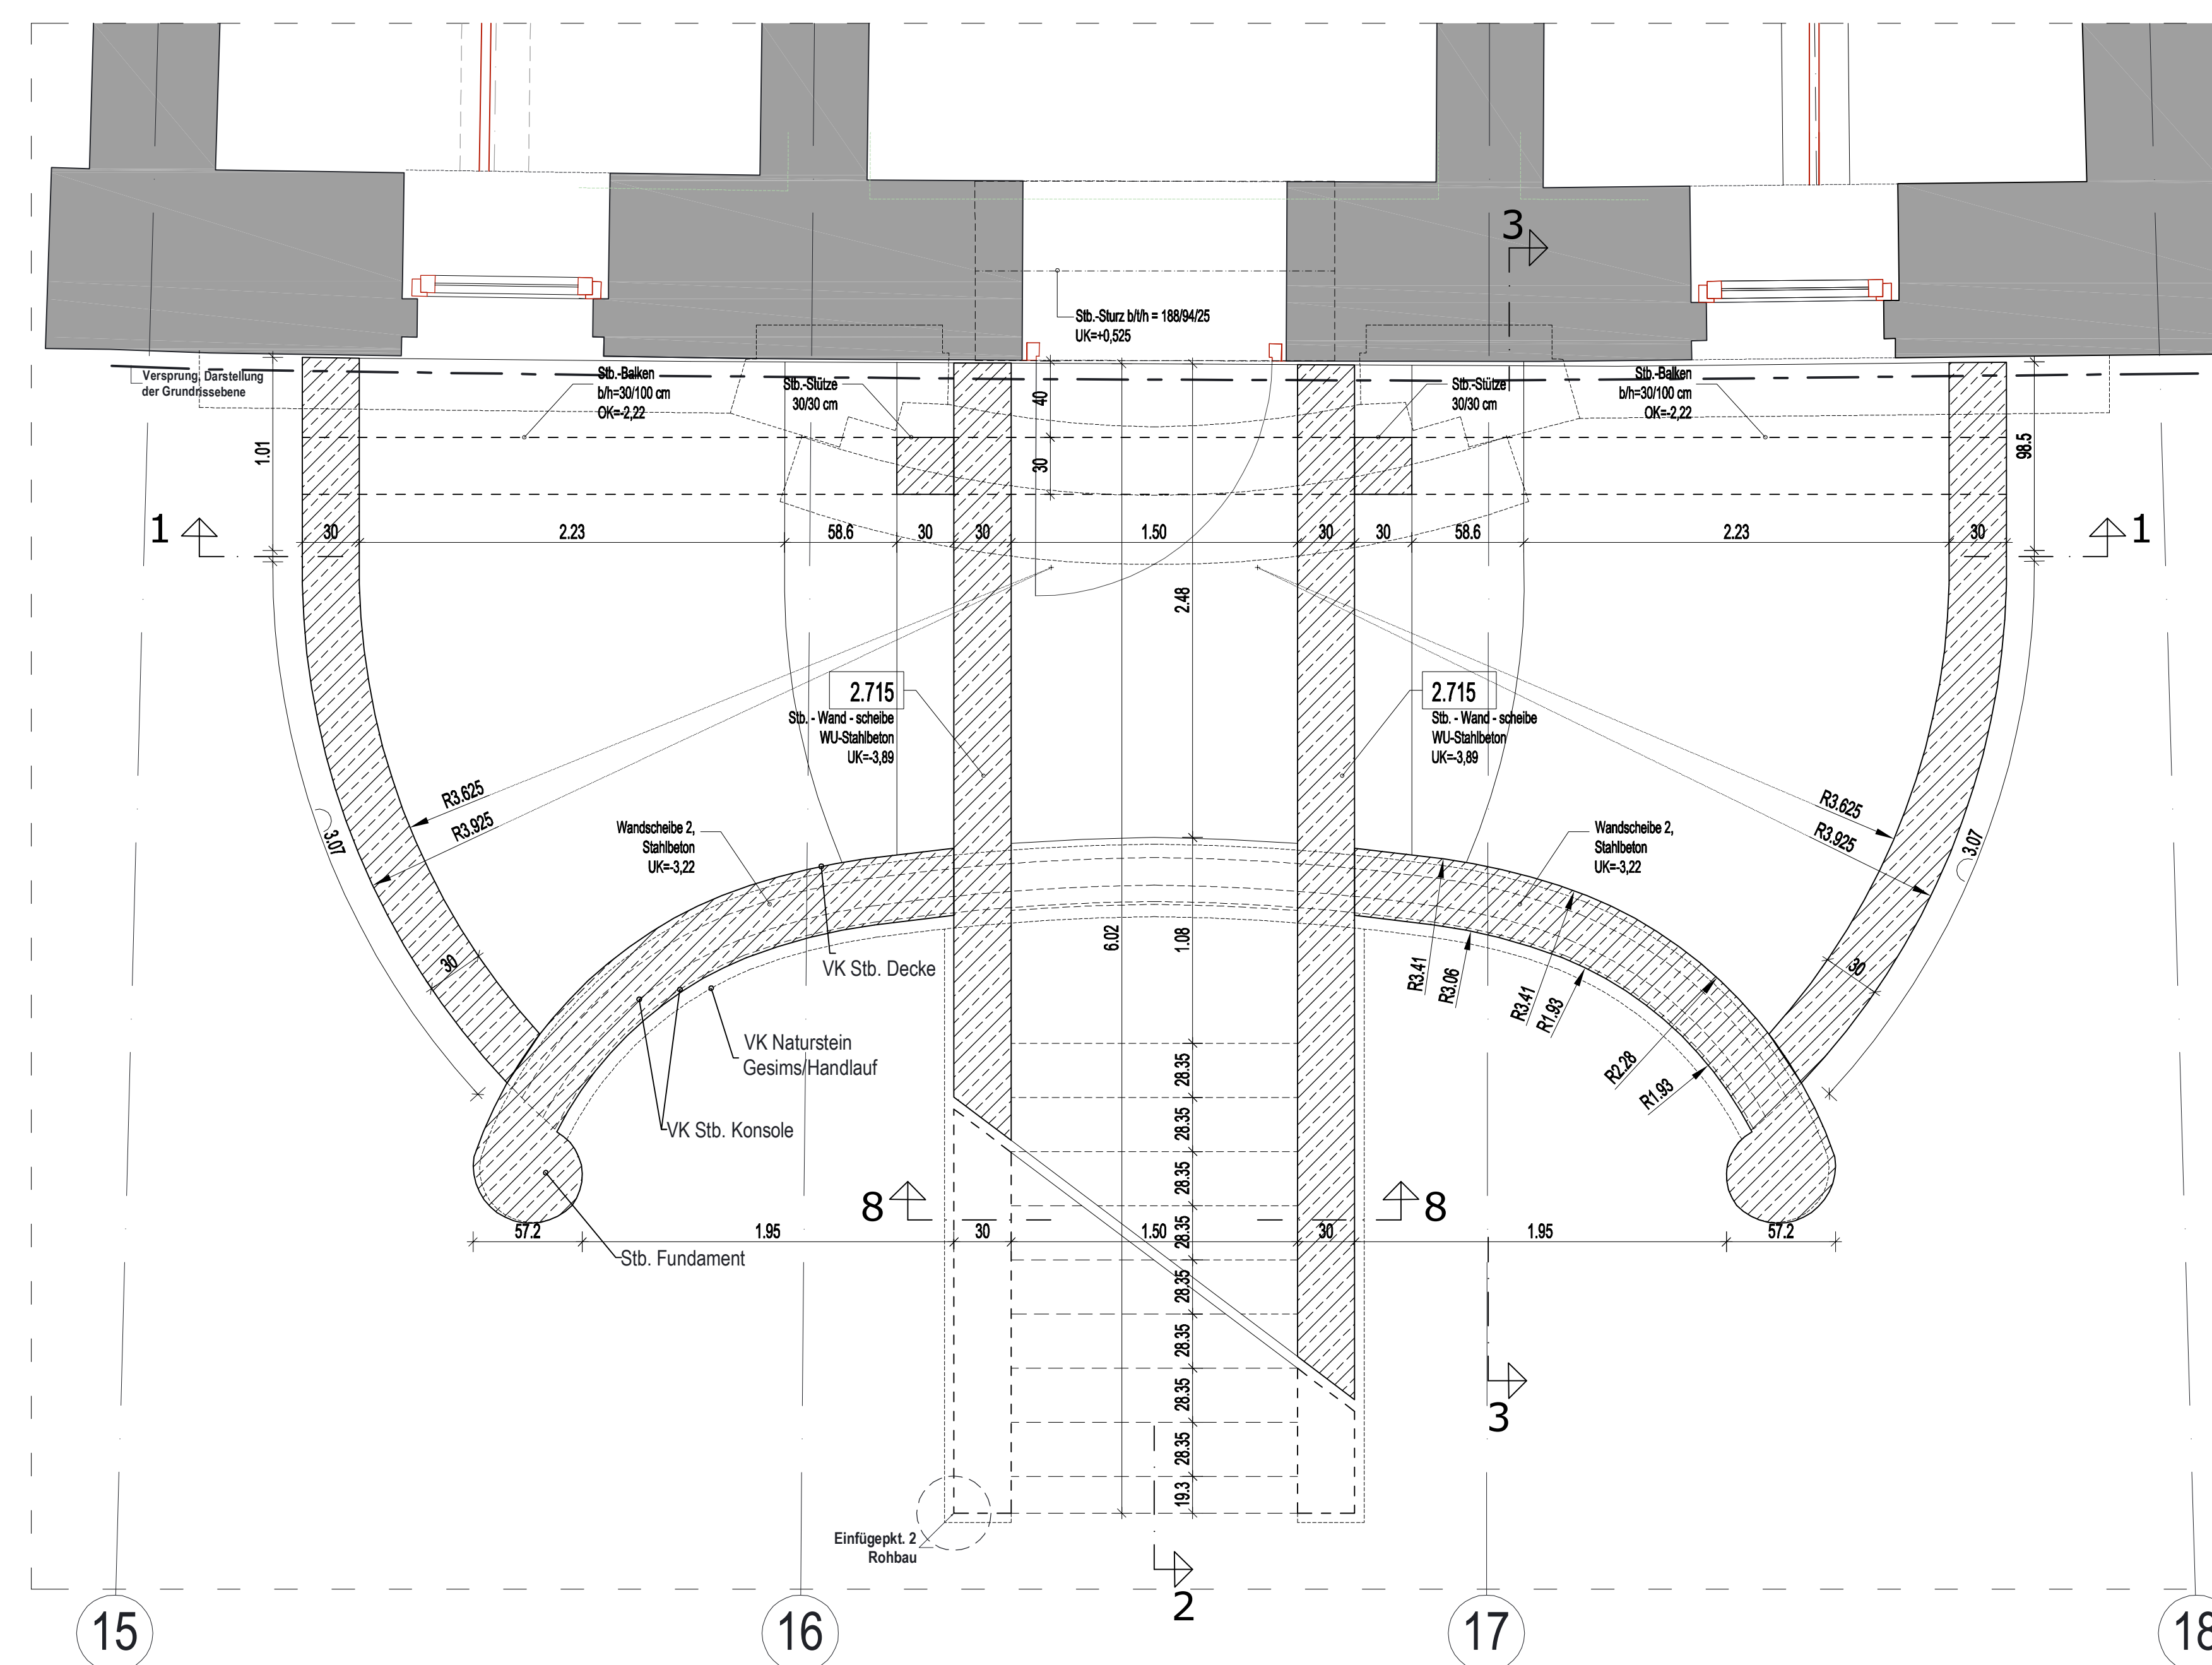 3
Stb.-Sturz b/t/h = 188/94/25
UK=+0,525
Versprung, Darstellung
der Grundrissebene
Stb.-Balken
b/h=30/100 cm
OK=-2,22
Stb.-Stütze
30/30 cm
40
30
Stb.-Stütze
30/30 cm
Stb.-Balken
b/h=30/100 cm
OK=-2,22
1.01
98.5
1
1
30
2.23
58.6
30
30
1.50
30
30
58.6
2.23
30
2.48
2.715
Stb. - Wand - scheibe
WU-Stahlbeton
UK=-3,89
2.715
Stb. - Wand - scheibe
WU-Stahlbeton
UK=-3,89
R3.625
R3.925
3.07
R3.625
R3.925
3.07
Wandscheibe 2,
Stahlbeton
UK=-3,22
Wandscheibe 2,
Stahlbeton
UK=-3,22
30
VK Stb. Decke
6.02
1.08
R3.41
R3.06
R3.41
R1.93
R2.28
R1.93
30
VK Naturstein
Gesims/Handlauf
VK Stb. Konsole
28.35
28.35
28.35
28.35
28.35
28.35
28.35
28.35
19.3
8
8
57.2
1.95
30
1.50
30
1.95
57.2
Stb. Fundament
3
Einfügepkt. 2
Rohbau
2
15
16
17
18